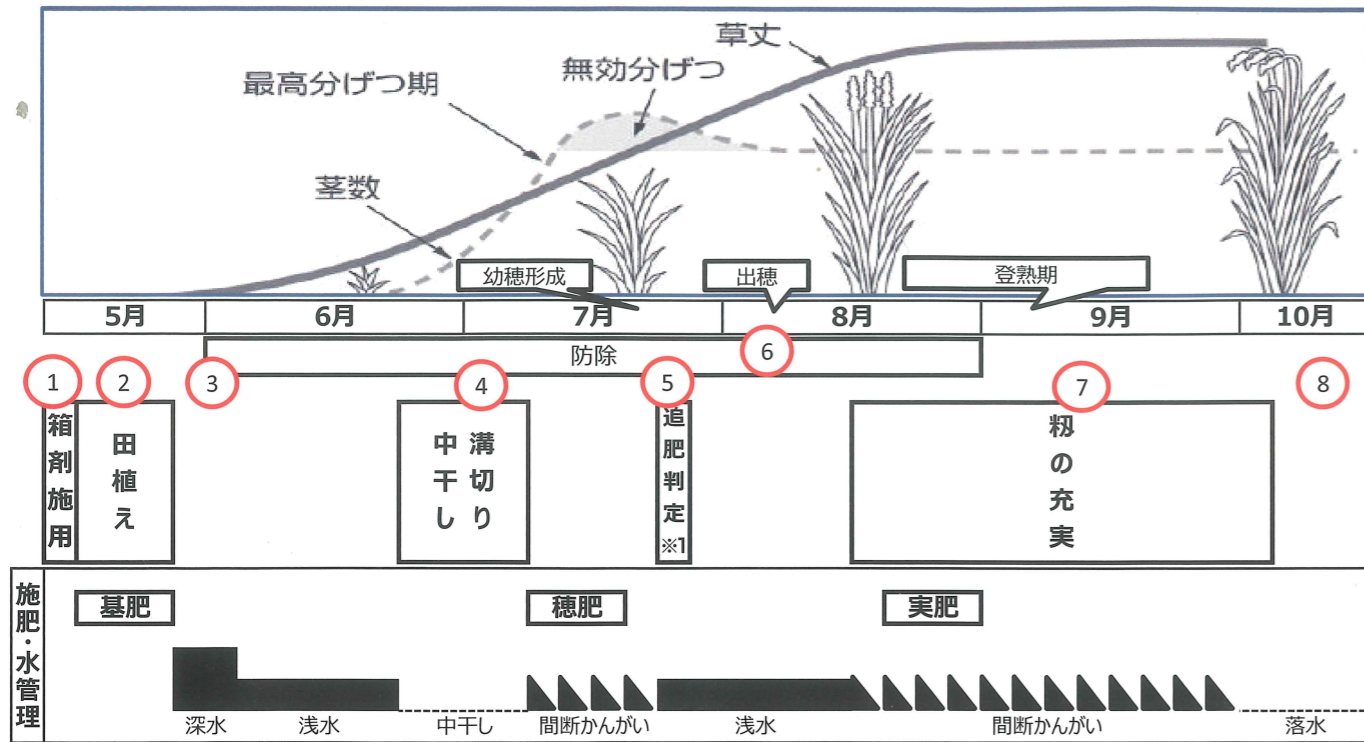 草丈
無効分げつ
最高分げつ期
茎数
幼穂形成
出穂
登熟期
5月 6月 7月 8月 9月 10月
防除
1 2 3 4 5 6 7 8
箱剤施用
田植え
溝切り
中干し
追肥判定※1
籾の充実
施肥・水管理
基肥 穂肥 実肥
深水 浅水 中干し 間断かんがい 浅水 間断かんがい 落水